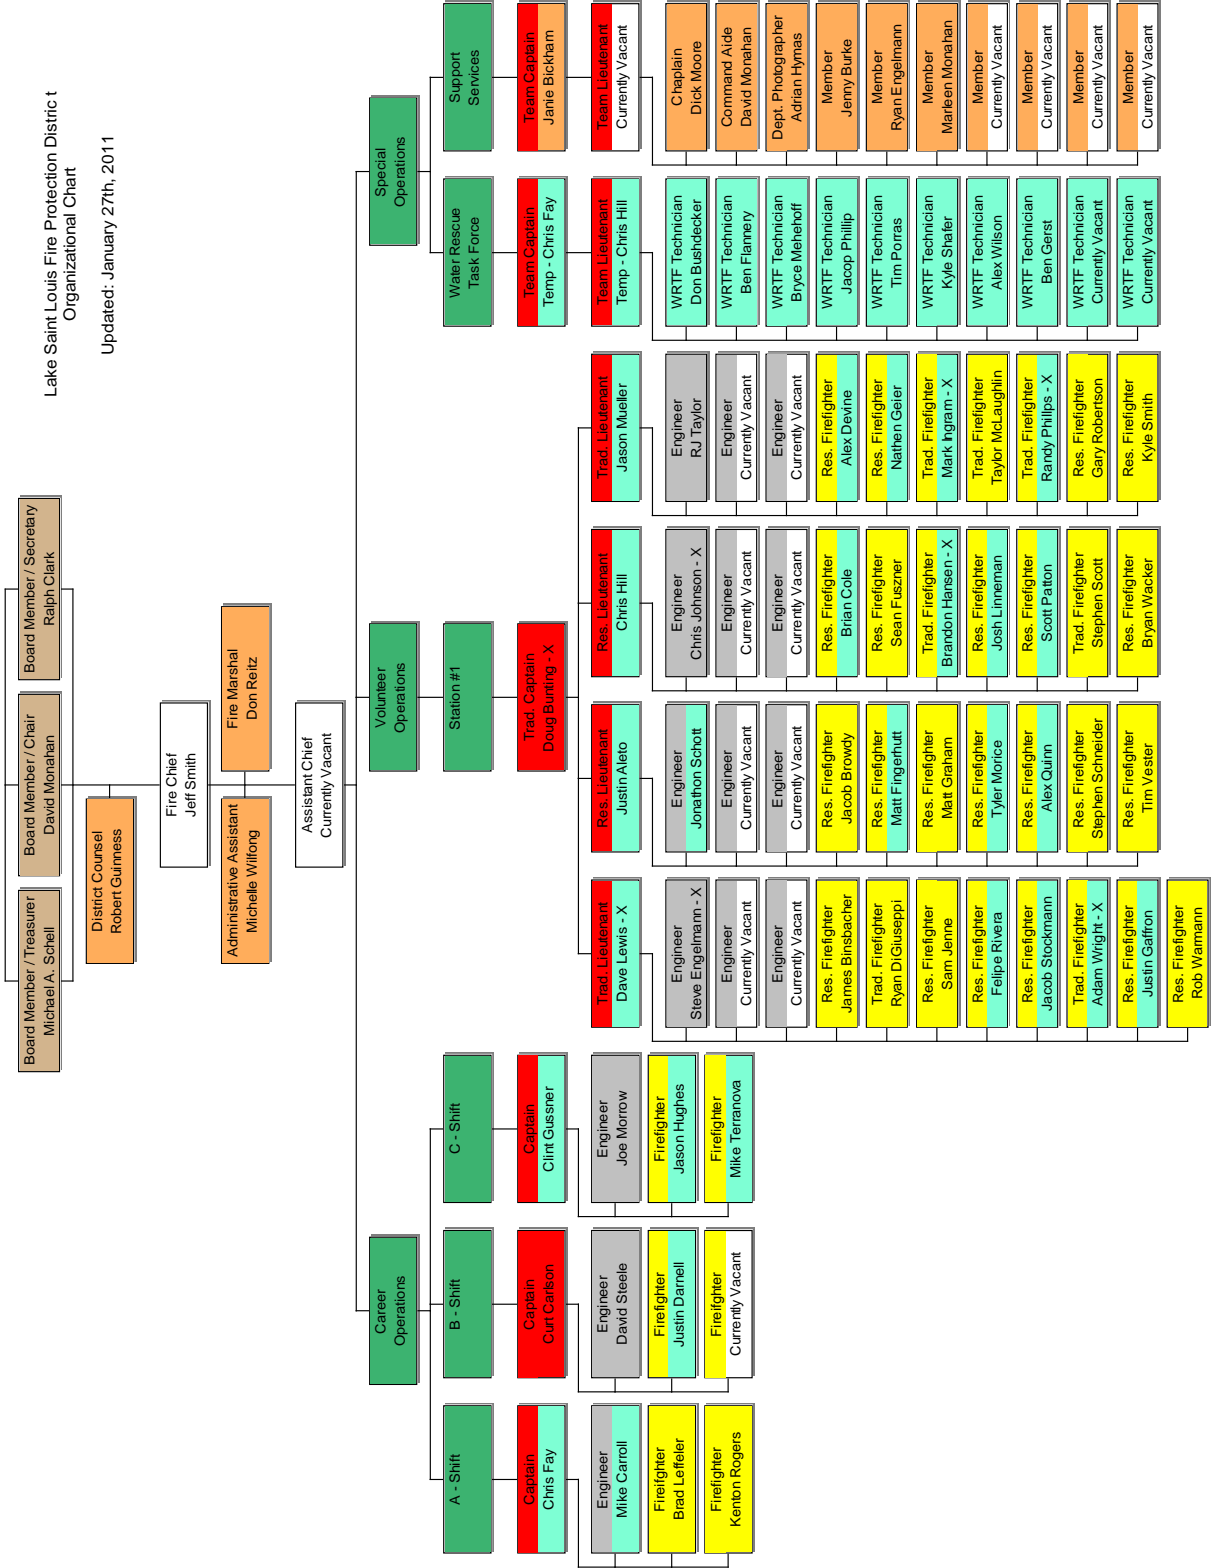 Lake Saint Louis Fire Protection District
Organizational Chart
Updated: January 27th, 2011
Board Member / Treasurer
Michael A. Schell
Board Member / Chair
David Monahan
Board Member / Secretary
Ralph Clark
District Counsel
Robert Guinness
Fire Chief
Jeff Smith
Administrative Assistant
Michelle Wilfong
Fire Marshal
Don Reitz
Assistant Chief
Currently Vacant
Career
Operations
Volunteer
Operations
Special
Operations
A - Shift
Captain
Chris Fay
Engineer
Mike Carroll
Fireifghter
Brad Leffeler
Firefighter
Kenton Rogers
B - Shift
Captain
Curt Carlson
Engineer
David Steele
Firefighter
Justin Darnell
Fireifghter
Currently Vacant
C - Shift
Captain
Clint Gussner
Engineer
Joe Morrow
Firefighter
Jason Hughes
Firefighter
Mike Terranova
Station #1
Trad. Captain
Doug Bunting - X
Trad. Lieutenant
Dave Lewis - X
Engineer
Steve Engelmann - X
Engineer
Currently Vacant
Engineer
Currently Vacant
Res. Firefighter
James Binsbacher
Trad. Firefighter
Ryan DiGiuseppi
Res. Firefighter
Sam Jenne
Res. Firefighter
Felipe Rivera
Res. Firefighter
Jacob Stockmann
Trad. Firefighter
Adam Wright - X
Res. Firefighter
Justin Gaffron
Res. Firefighter
Rob Warmann
Res. Lieutenant
Justin Aleto
Engineer
Jonathon Schott
Engineer
Currently Vacant
Engineer
Currently Vacant
Res. Firefighter
Jacob Browdy
Res. Firefighter
Matt Fingerhutt
Res. Firefighter
Matt Graham
Res. Firefighter
Tyler Morice
Res. Firefighter
Alex Quinn
Res. Firefighter
Stephen Schneider
Res. Firefighter
Tim Vester
Res. Lieutenant
Chris Hill
Engineer
Chris Johnson - X
Engineer
Currently Vacant
Engineer
Currently Vacant
Res. Firefighter
Brian Cole
Res. Firefighter
Sean Fuszner
Trad. Firefighter
Brandon Hansen - X
Res. Firefighter
Josh Linneman
Res. Firefighter
Scott Patton
Trad. Firefighter
Stephen Scott
Res. Firefighter
Bryan Wacker
Trad. Lieutenant
Jason Mueller
Engineer
RJ Taylor
Engineer
Currently Vacant
Engineer
Currently Vacant
Res. Firefighter
Alex Devine
Res. Firefighter
Nathen Geier
Trad. Firefighter
Mark Ingram - X
Trad. Firefighter
Taylor McLaughlin
Trad. Firefighter
Randy Philips - X
Res. Firefighter
Gary Robertson
Res. Firefighter
Kyle Smith
Water Rescue
Task Force
Team Captain
Temp - Chris Fay
Team Lieutenant
Temp - Chris Hill
WRTF Technician
Don Bushdecker
WRTF Technician
Ben Flannery
WRTF Technician
Bryce Mehehoff
WRTF Technician
Jacop Phillip
WRTF Technician
Tim Porras
WRTF Technician
Kyle Shafer
WRTF Technician
Alex Wilson
WRTF Technician
Ben Gerst
WRTF Technician
Currently Vacant
WRTF Technician
Currently Vacant
Support
Services
Team Captain
Janie Bickham
Team Lieutenant
Currently Vacant
Chaplain
Dick Moore
Command Aide
David Monahan
Dept. Photographer
Adrian Hymas
Member
Jenny Burke
Member
Ryan Engelmann
Member
Marleen Monahan
Member
Currently Vacant
Member
Currently Vacant
Member
Currently Vacant
Member
Currently Vacant